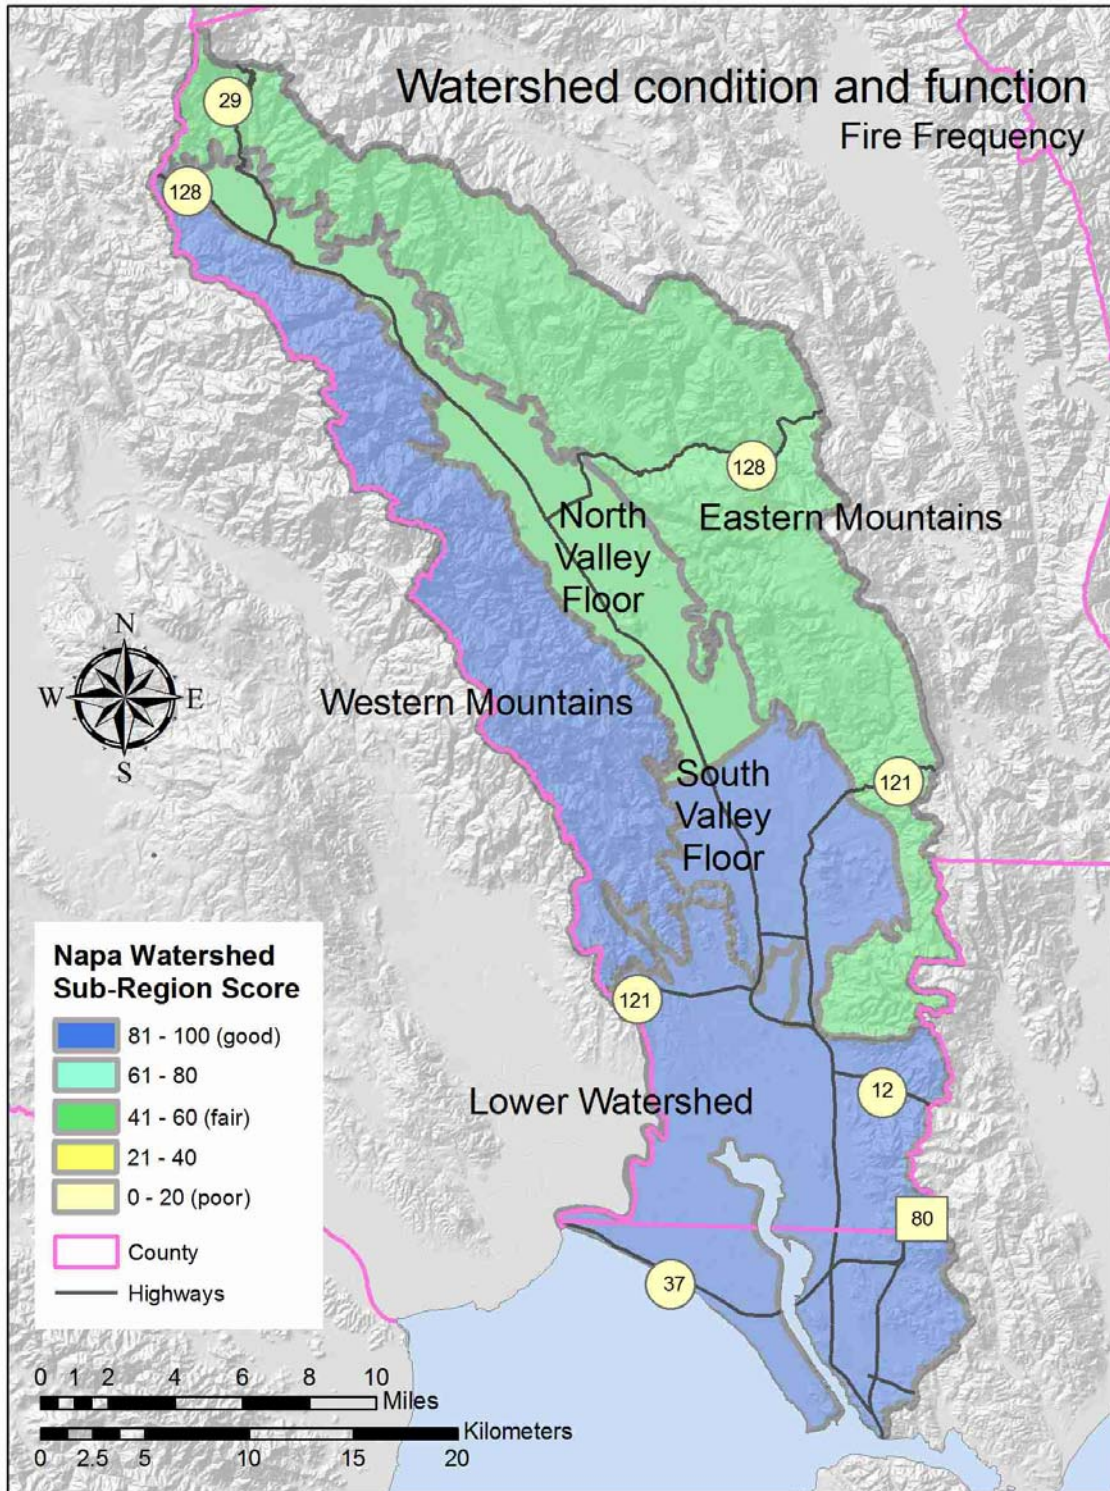 Watershed condition and function
Fire Frequency
29
128
128
North
Valley
Floor
Eastern Mountains
N
W
E
S
Western Mountains
South
Valley
Floor
121
121
Lower Watershed
12
80
37
Napa Watershed
Sub-Region Score
81 - 100 (good)
61 - 80
41 - 60 (fair)
21 - 40
0 - 20 (poor)
County
Highways
0 1 2 4 6 8 10
Miles
Kilometers
0 2.5 5 10 15 20